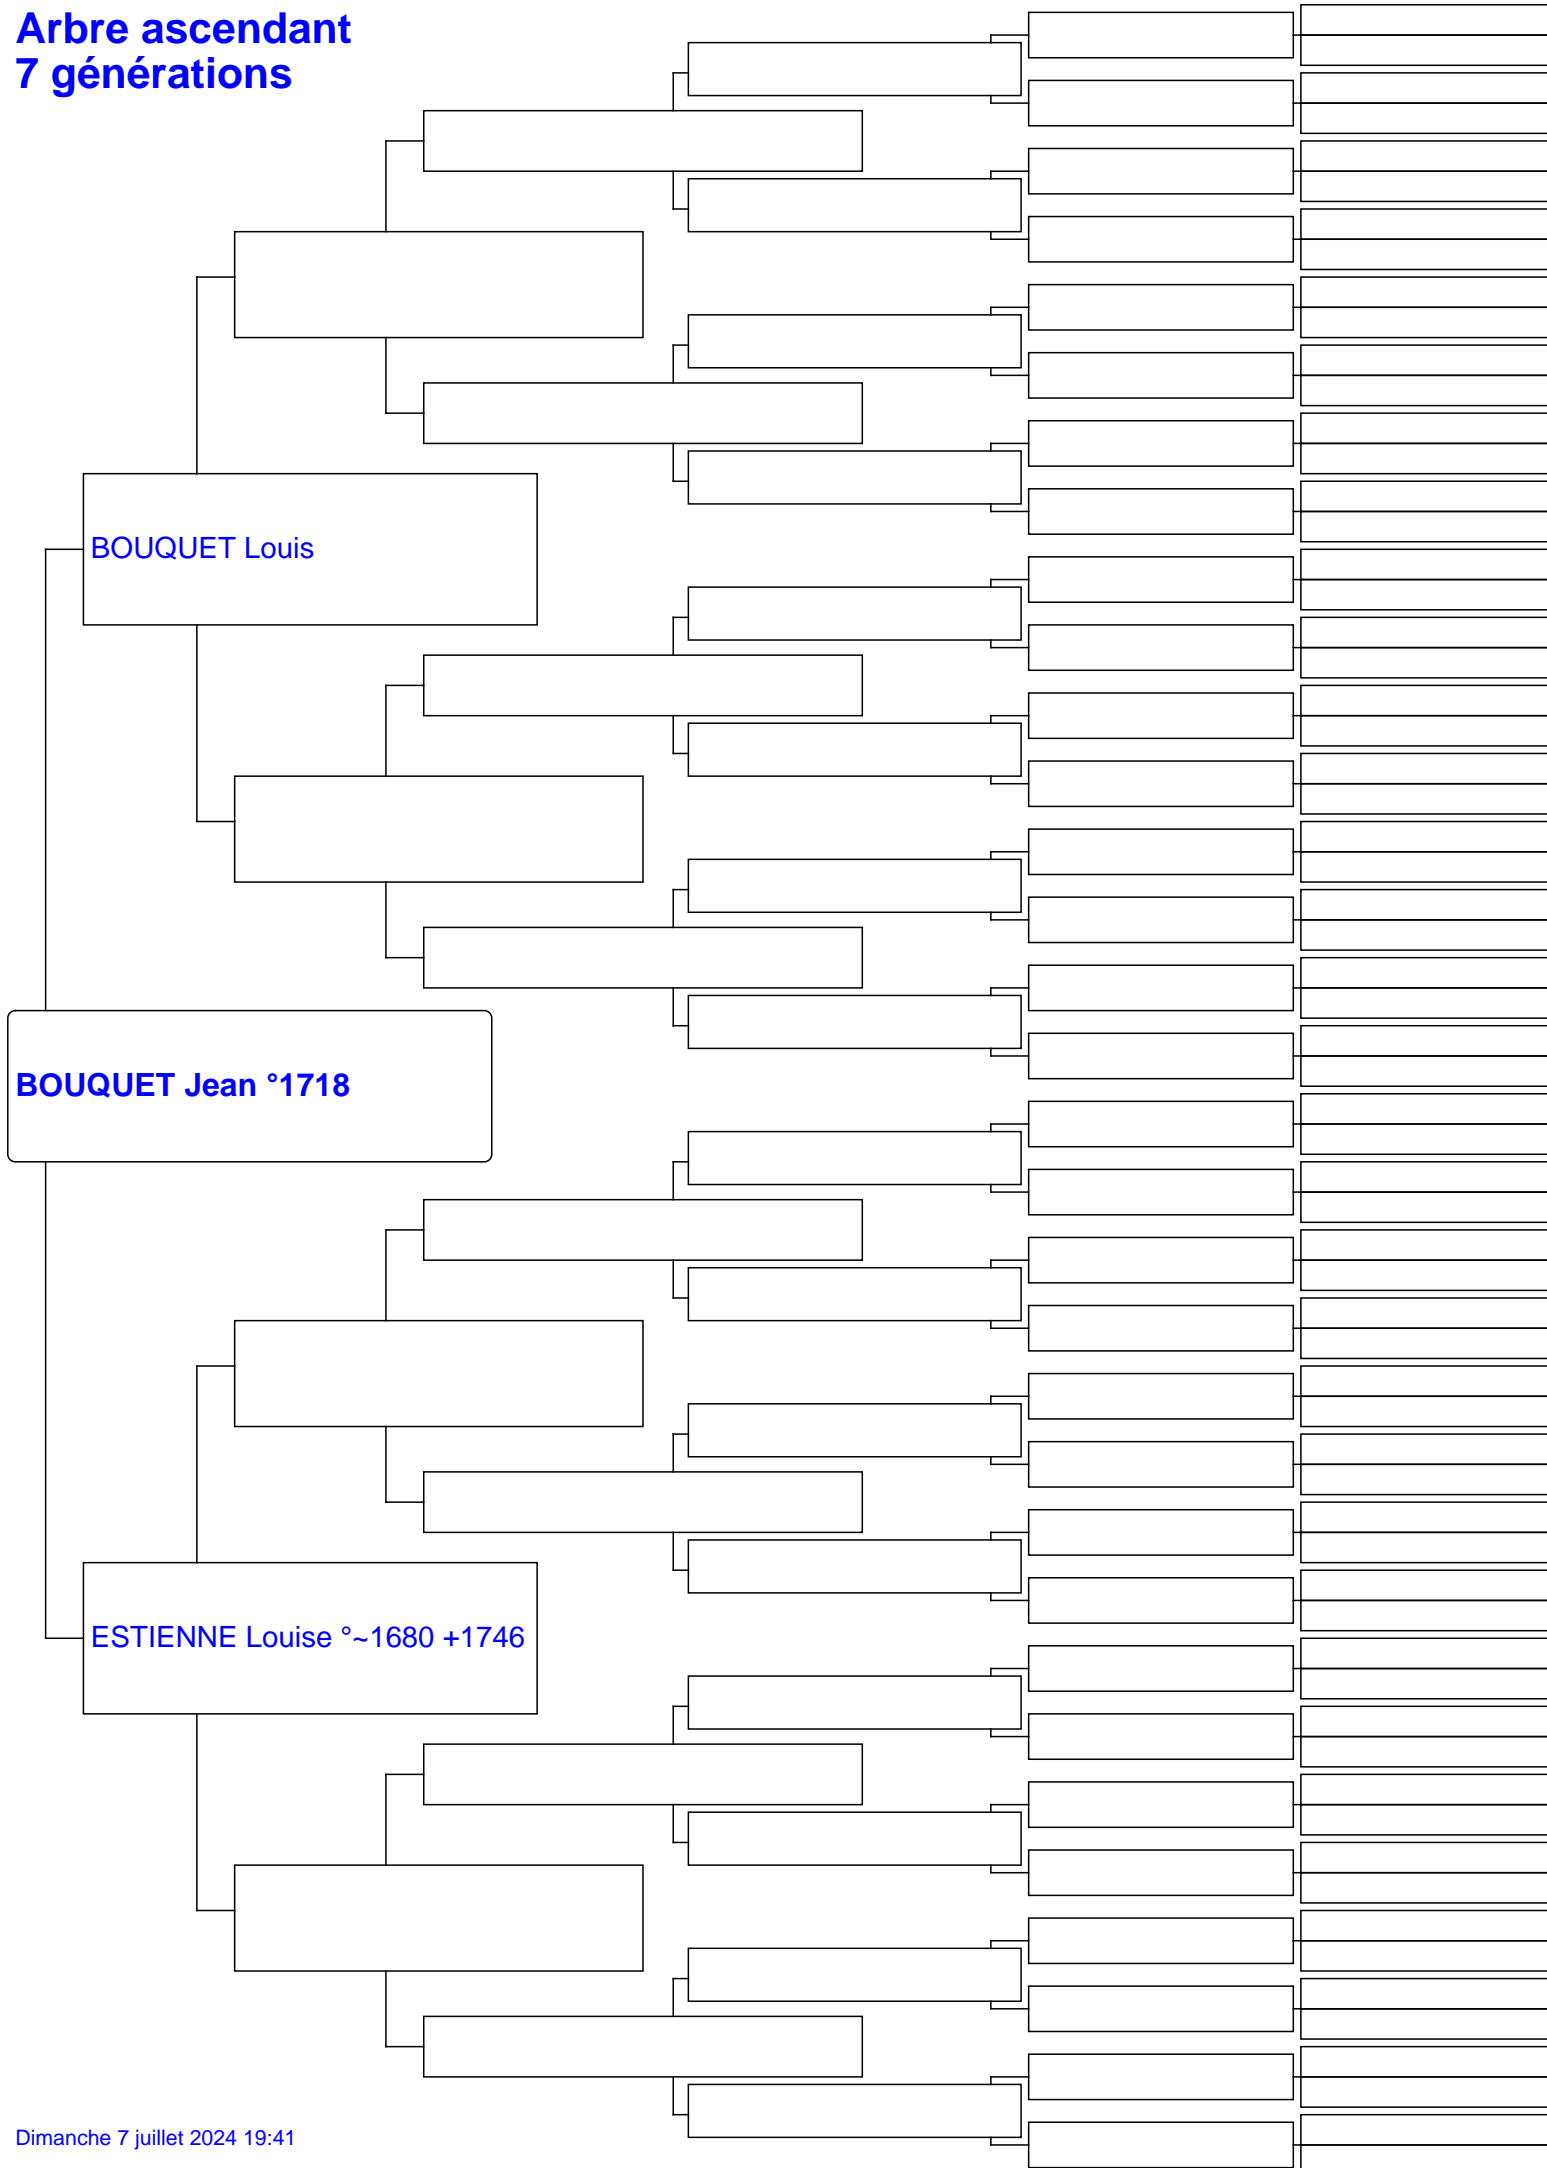 Arbre ascendant
7 générations
BOUQUET Louis
BOUQUET Jean °1718
ESTIENNE Louise °~1680 +1746
Dimanche 7 juillet 2024 19:41